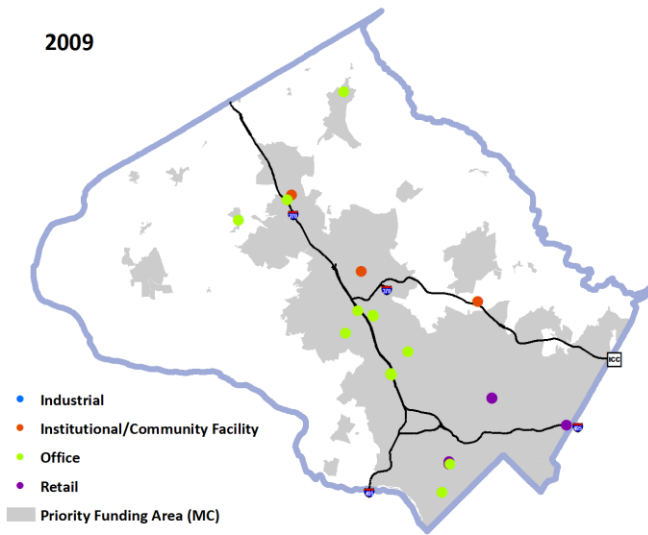 2009
ICC
Industrial
Institutional/Community Facility
Office
Retail
Priority Funding Area (MC)